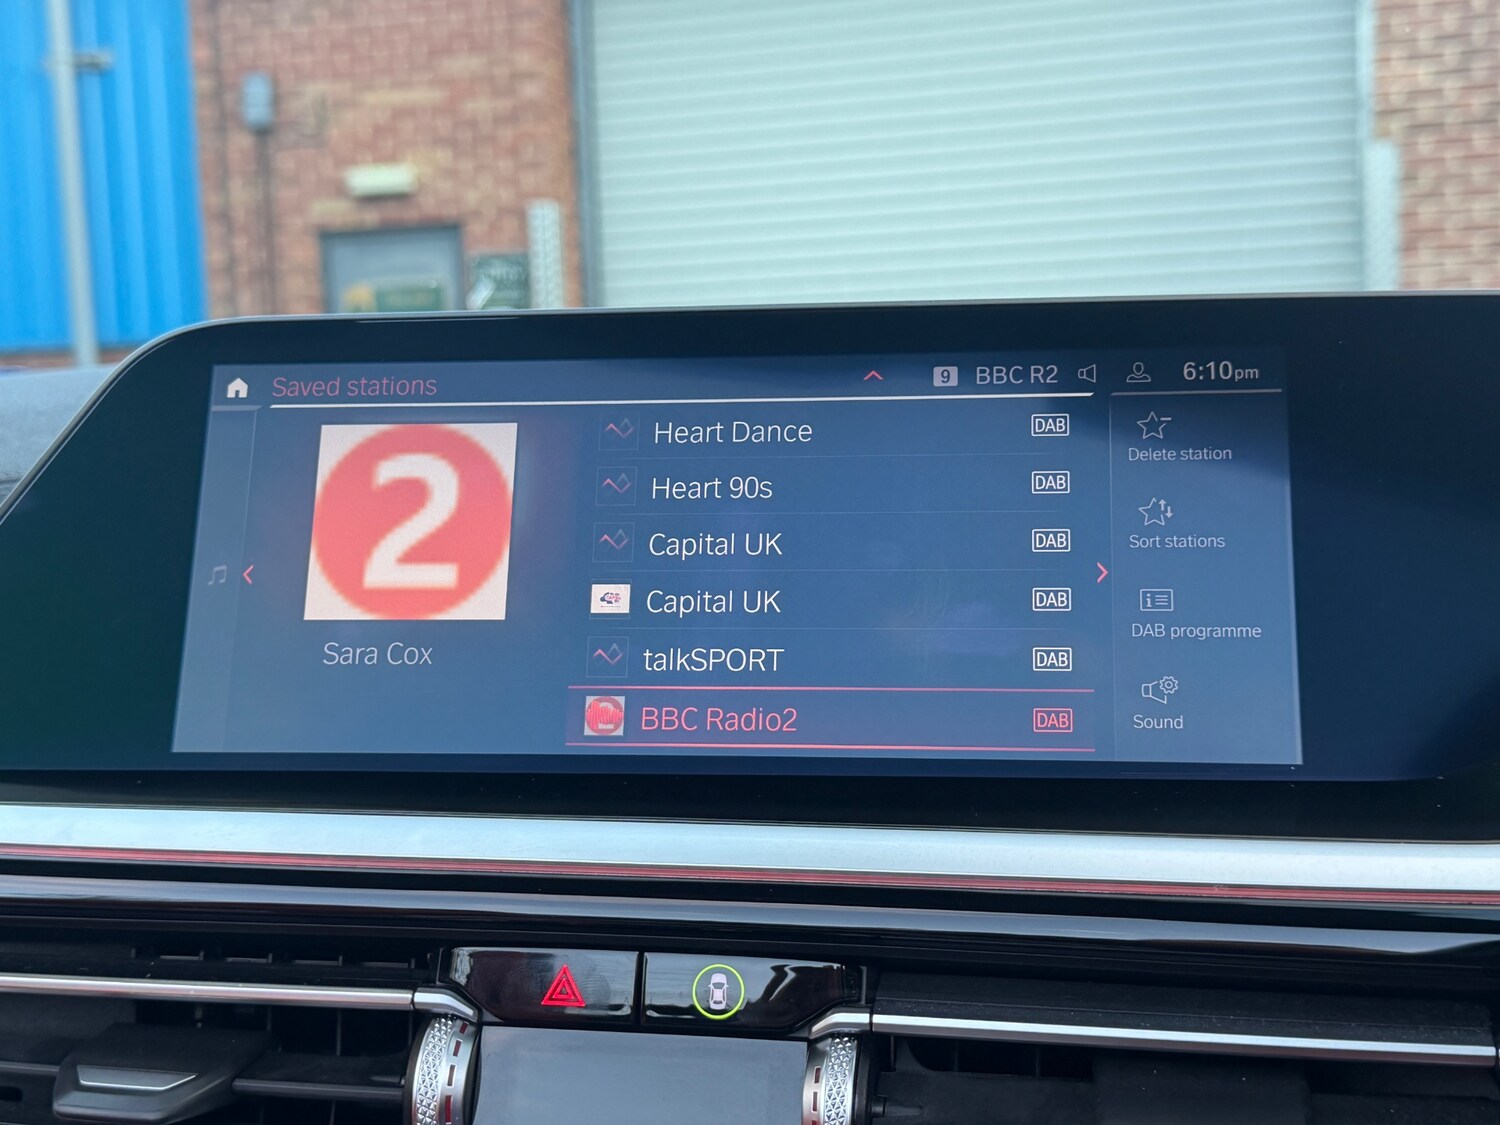 Saved stations
9 BBC R2
6:10pm
2
Sara Cox
Heart Dance DAB
Heart 90s DAB
Capital UK DAB
Capital UK DAB
talkSPORT DAB
BBC Radio2 DAB
Delete station
Sort stations
DAB programme
Sound